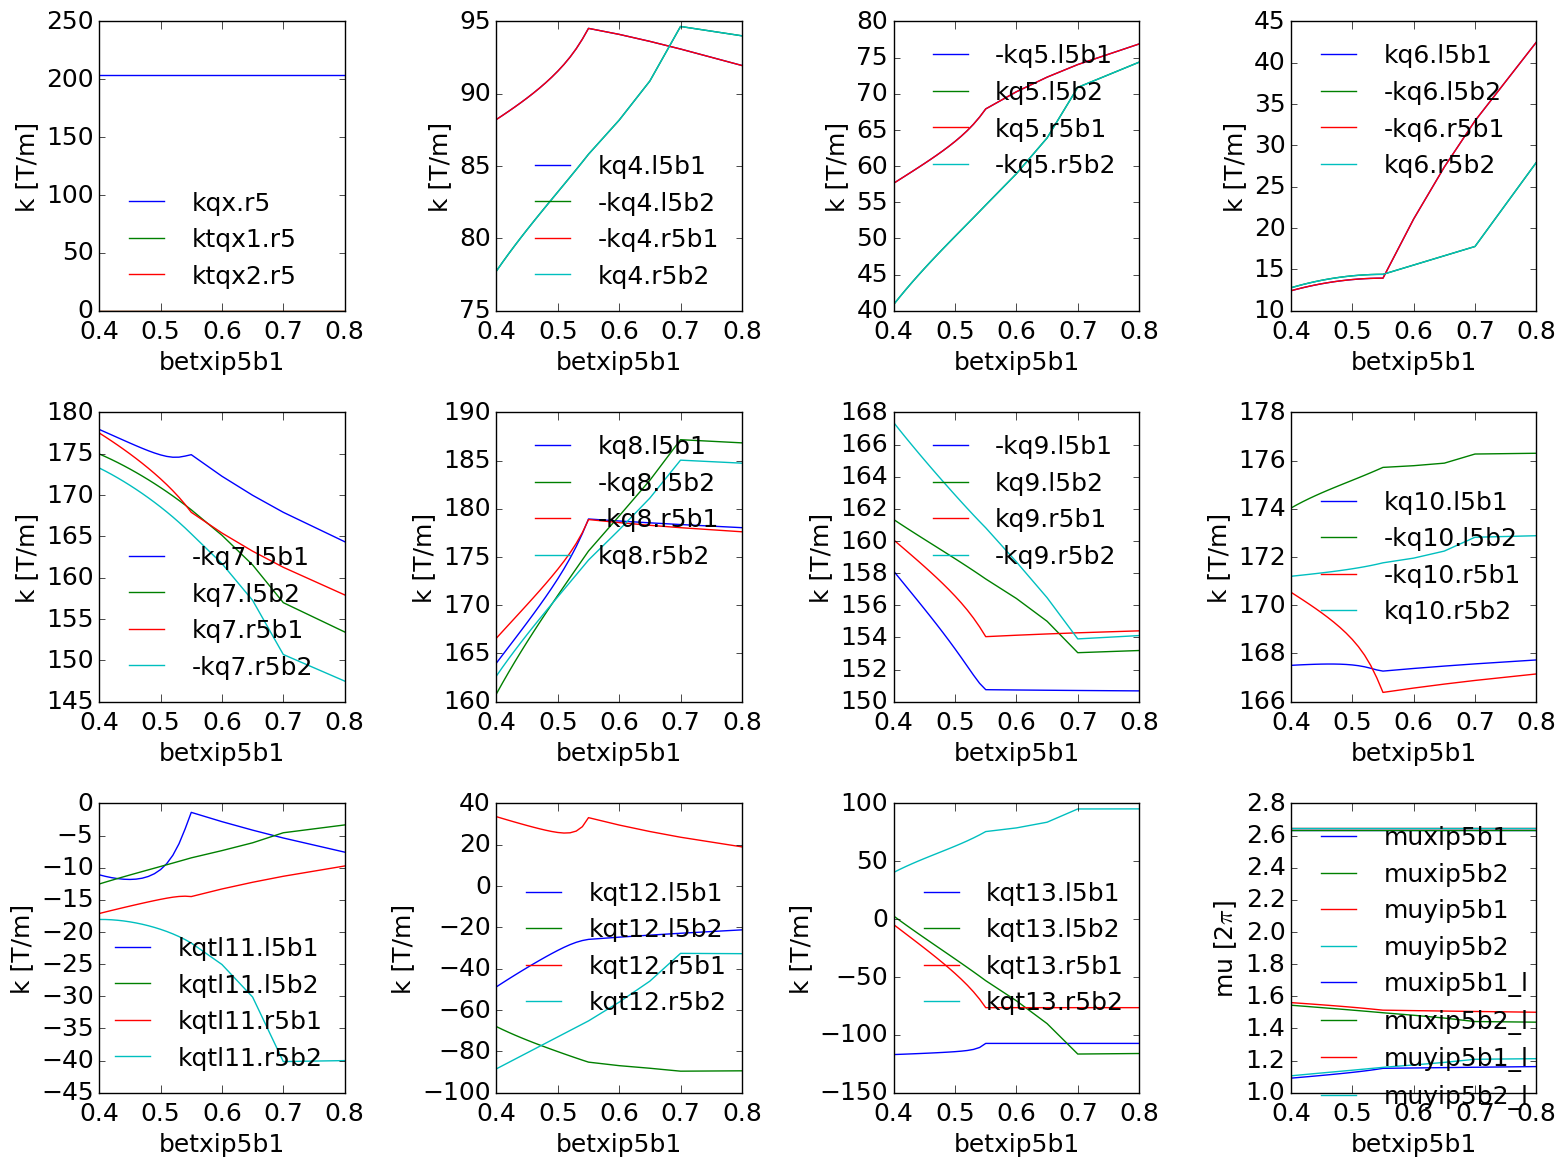 250
200
150
100
50
0
k [T/m]
kqx.r5
ktqx1.r5
ktqx2.r5
0.4 0.5 0.6 0.7 0.8
betxip5b1
95
90
85
80
75
k [T/m]
kq4.l5b1
-kq4.l5b2
-kq4.r5b1
kq4.r5b2
0.4 0.5 0.6 0.7 0.8
betxip5b1
80
75
70
65
60
55
50
45
40
k [T/m]
-kq5.l5b1
kq5.l5b2
kq5.r5b1
-kq5.r5b2
0.4 0.5 0.6 0.7 0.8
betxip5b1
45
40
35
30
25
20
15
10
k [T/m]
kq6.l5b1
-kq6.l5b2
-kq6.r5b1
kq6.r5b2
0.4 0.5 0.6 0.7 0.8
betxip5b1
180
175
170
165
160
155
150
145
k [T/m]
-kq7.l5b1
kq7.l5b2
kq7.r5b1
-kq7.r5b2
0.4 0.5 0.6 0.7 0.8
betxip5b1
190
185
180
175
170
165
160
k [T/m]
kq8.l5b1
-kq8.l5b2
-kq8.r5b1
kq8.r5b2
0.4 0.5 0.6 0.7 0.8
betxip5b1
168
166
164
162
160
158
156
154
152
150
k [T/m]
-kq9.l5b1
kq9.l5b2
kq9.r5b1
-kq9.r5b2
0.4 0.5 0.6 0.7 0.8
betxip5b1
178
176
174
172
170
168
166
k [T/m]
kq10.l5b1
-kq10.l5b2
-kq10.r5b1
kq10.r5b2
0.4 0.5 0.6 0.7 0.8
betxip5b1
0
−5
−10
−15
−20
−25
−30
−35
−40
−45
k [T/m]
kqtl11.l5b1
kqtl11.l5b2
kqtl11.r5b1
kqtl11.r5b2
0.4 0.5 0.6 0.7 0.8
betxip5b1
40
20
0
−20
−40
−60
−80
−100
k [T/m]
kqt12.l5b1
kqt12.l5b2
kqt12.r5b1
kqt12.r5b2
0.4 0.5 0.6 0.7 0.8
betxip5b1
100
50
0
−50
−100
−150
k [T/m]
kqt13.l5b1
kqt13.l5b2
kqt13.r5b1
kqt13.r5b2
0.4 0.5 0.6 0.7 0.8
betxip5b1
2.8
2.6
2.4
2.2
2.0
1.8
1.6
1.4
1.2
1.0
mu [2π]
muxip5b1
muxip5b2
muyip5b1
muyip5b2
muxip5b1_l
muxip5b2_l
muyip5b1_l
muyip5b2_l
0.4 0.5 0.6 0.7 0.8
betxip5b1